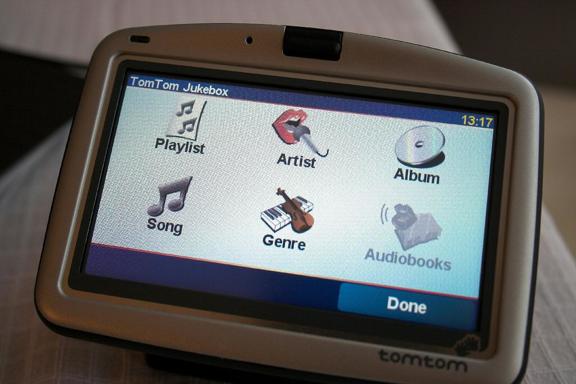 TomTom Jukebox
13:17
Playlist
Artist
Album
Song
Genre
Audiobooks
Done
tomtom